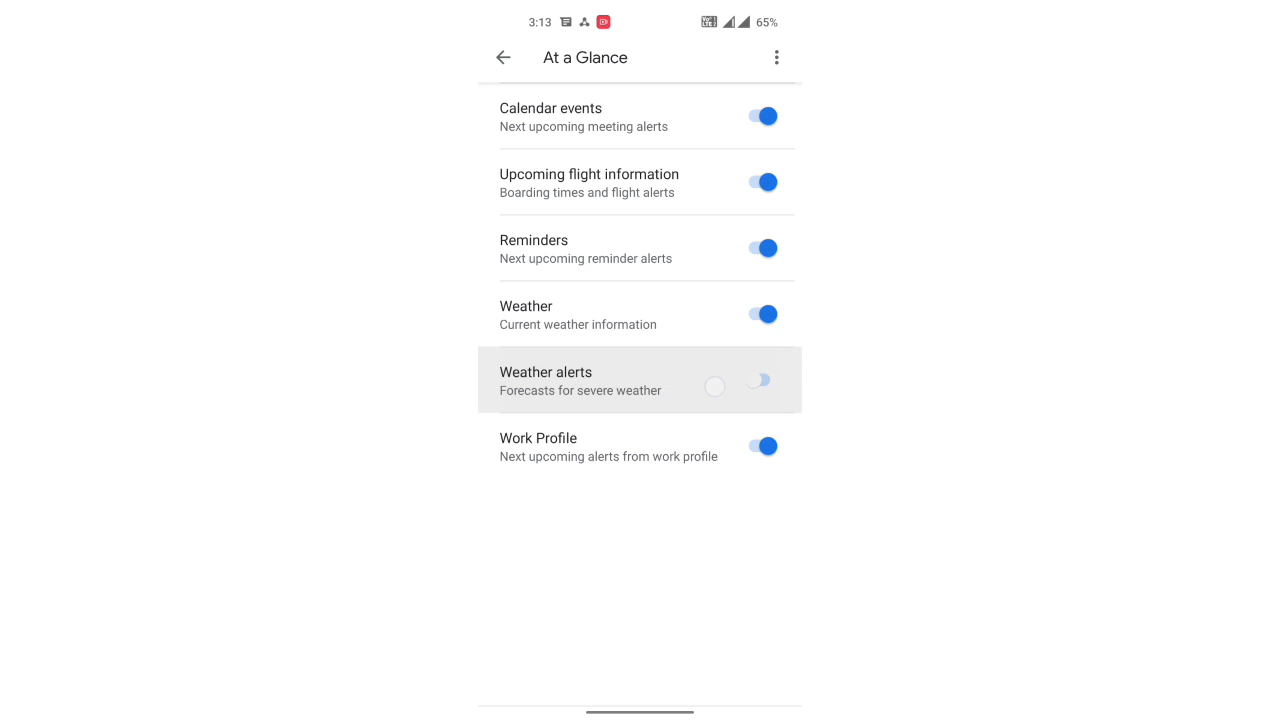 3:13
65%
At a Glance
Calendar events
Next upcoming meeting alerts
Upcoming flight information
Boarding times and flight alerts
Reminders
Next upcoming reminder alerts
Weather
Current weather information
Weather alerts
Forecasts for severe weather
Work Profile
Next upcoming alerts from work profile